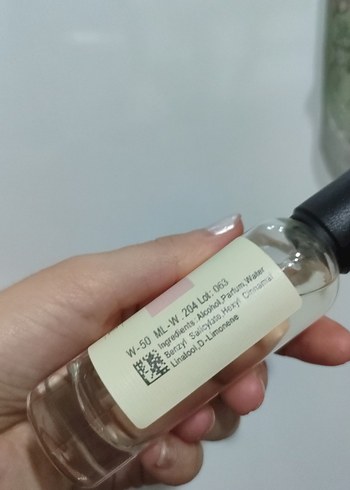 W-50 ML-W 204 Lot: 063
Ingredients: Alcohol,Parfum,Water
Benzyl Salicylate,Hexyl Cinnamal
Linalool,D-Limonene